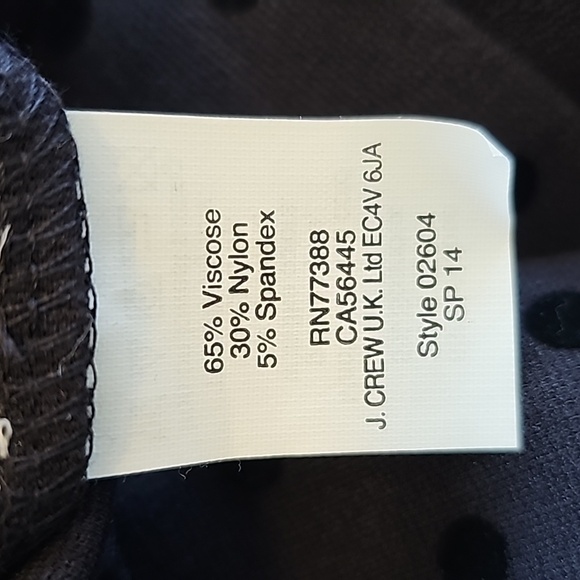 65% Viscose
30% Nylon
5% Spandex
RN77388
CA56445
J. CREW U.K. Ltd EC4V 6JA
Style 02604
SP 14